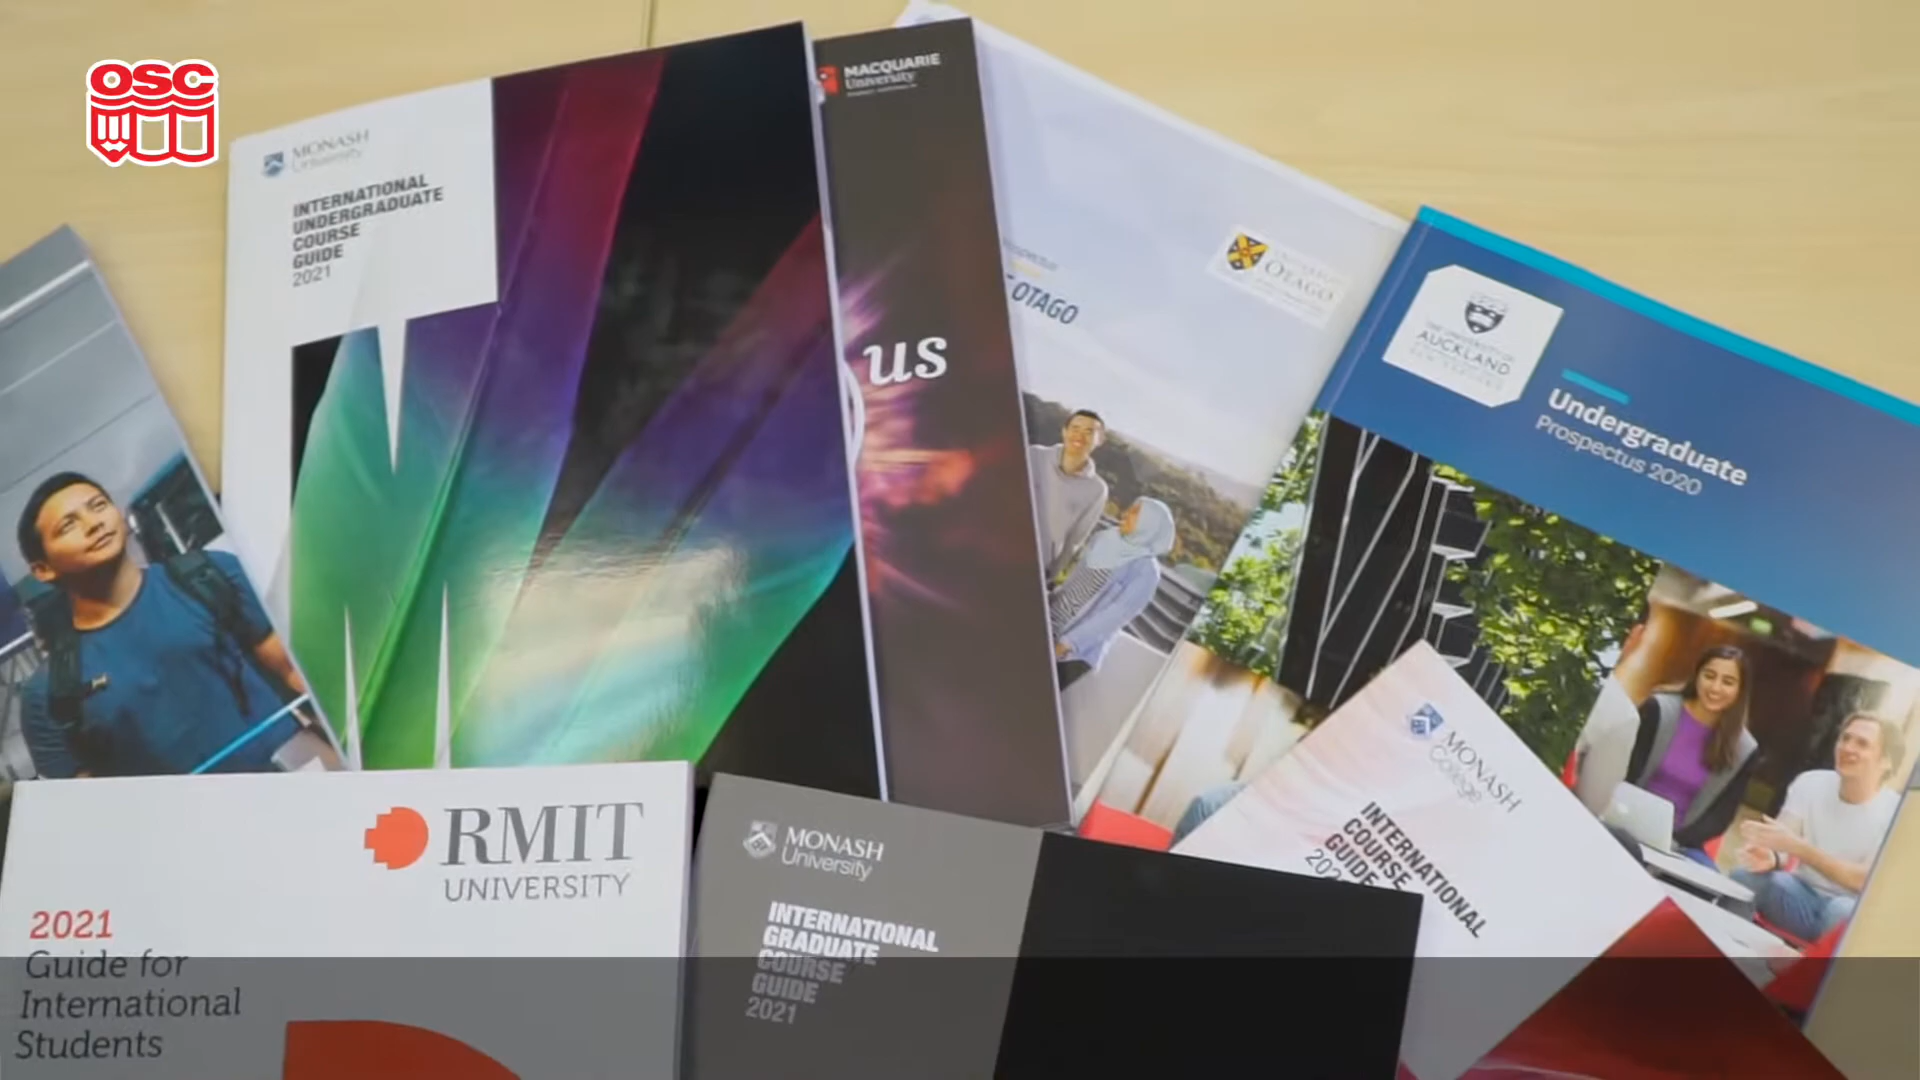 OSC
MONASH
University
INTERNATIONAL
UNDERGRADUATE
COURSE
GUIDE
2021
MACQUARIE
University
us
OTAGO
OTAGO
THE UNIVERSITY OF
AUCKLAND
Undergraduate
Prospectus 2020
MONASH
College
INTERNATIONAL
COURSE
GUIDE
RMIT
UNIVERSITY
2021
Guide for
International
Students
MONASH
University
INTERNATIONAL
GRADUATE
COURSE
GUIDE
2021